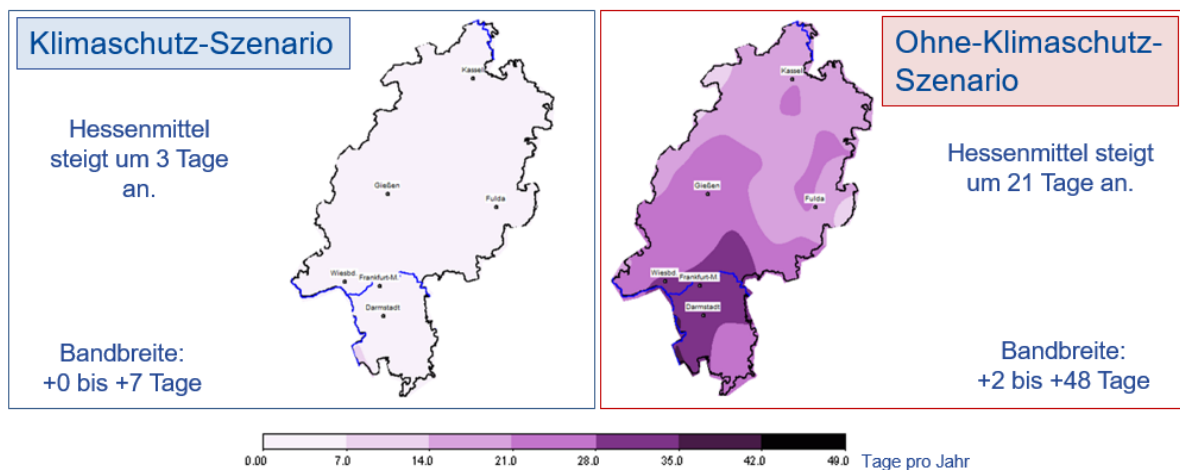 Klimaschutz-Szenario
Hessenmittel
steigt um 3 Tage
an.
Bandbreite:
+0 bis +7 Tage
Kassel
Gießen
Fulda
Wiesbd.
Frankfurt-M.
Darmstadt
Ohne-Klimaschutz-
Szenario
Hessenmittel steigt
um 21 Tage an.
Bandbreite:
+2 bis +48 Tage
Kassel
Gießen
Fulda
Wiesbd.
Frankfurt-M.
Darmstadt
0.00 7.0 14.0 21.0 28.0 35.0 42.0 49.0 Tage pro Jahr